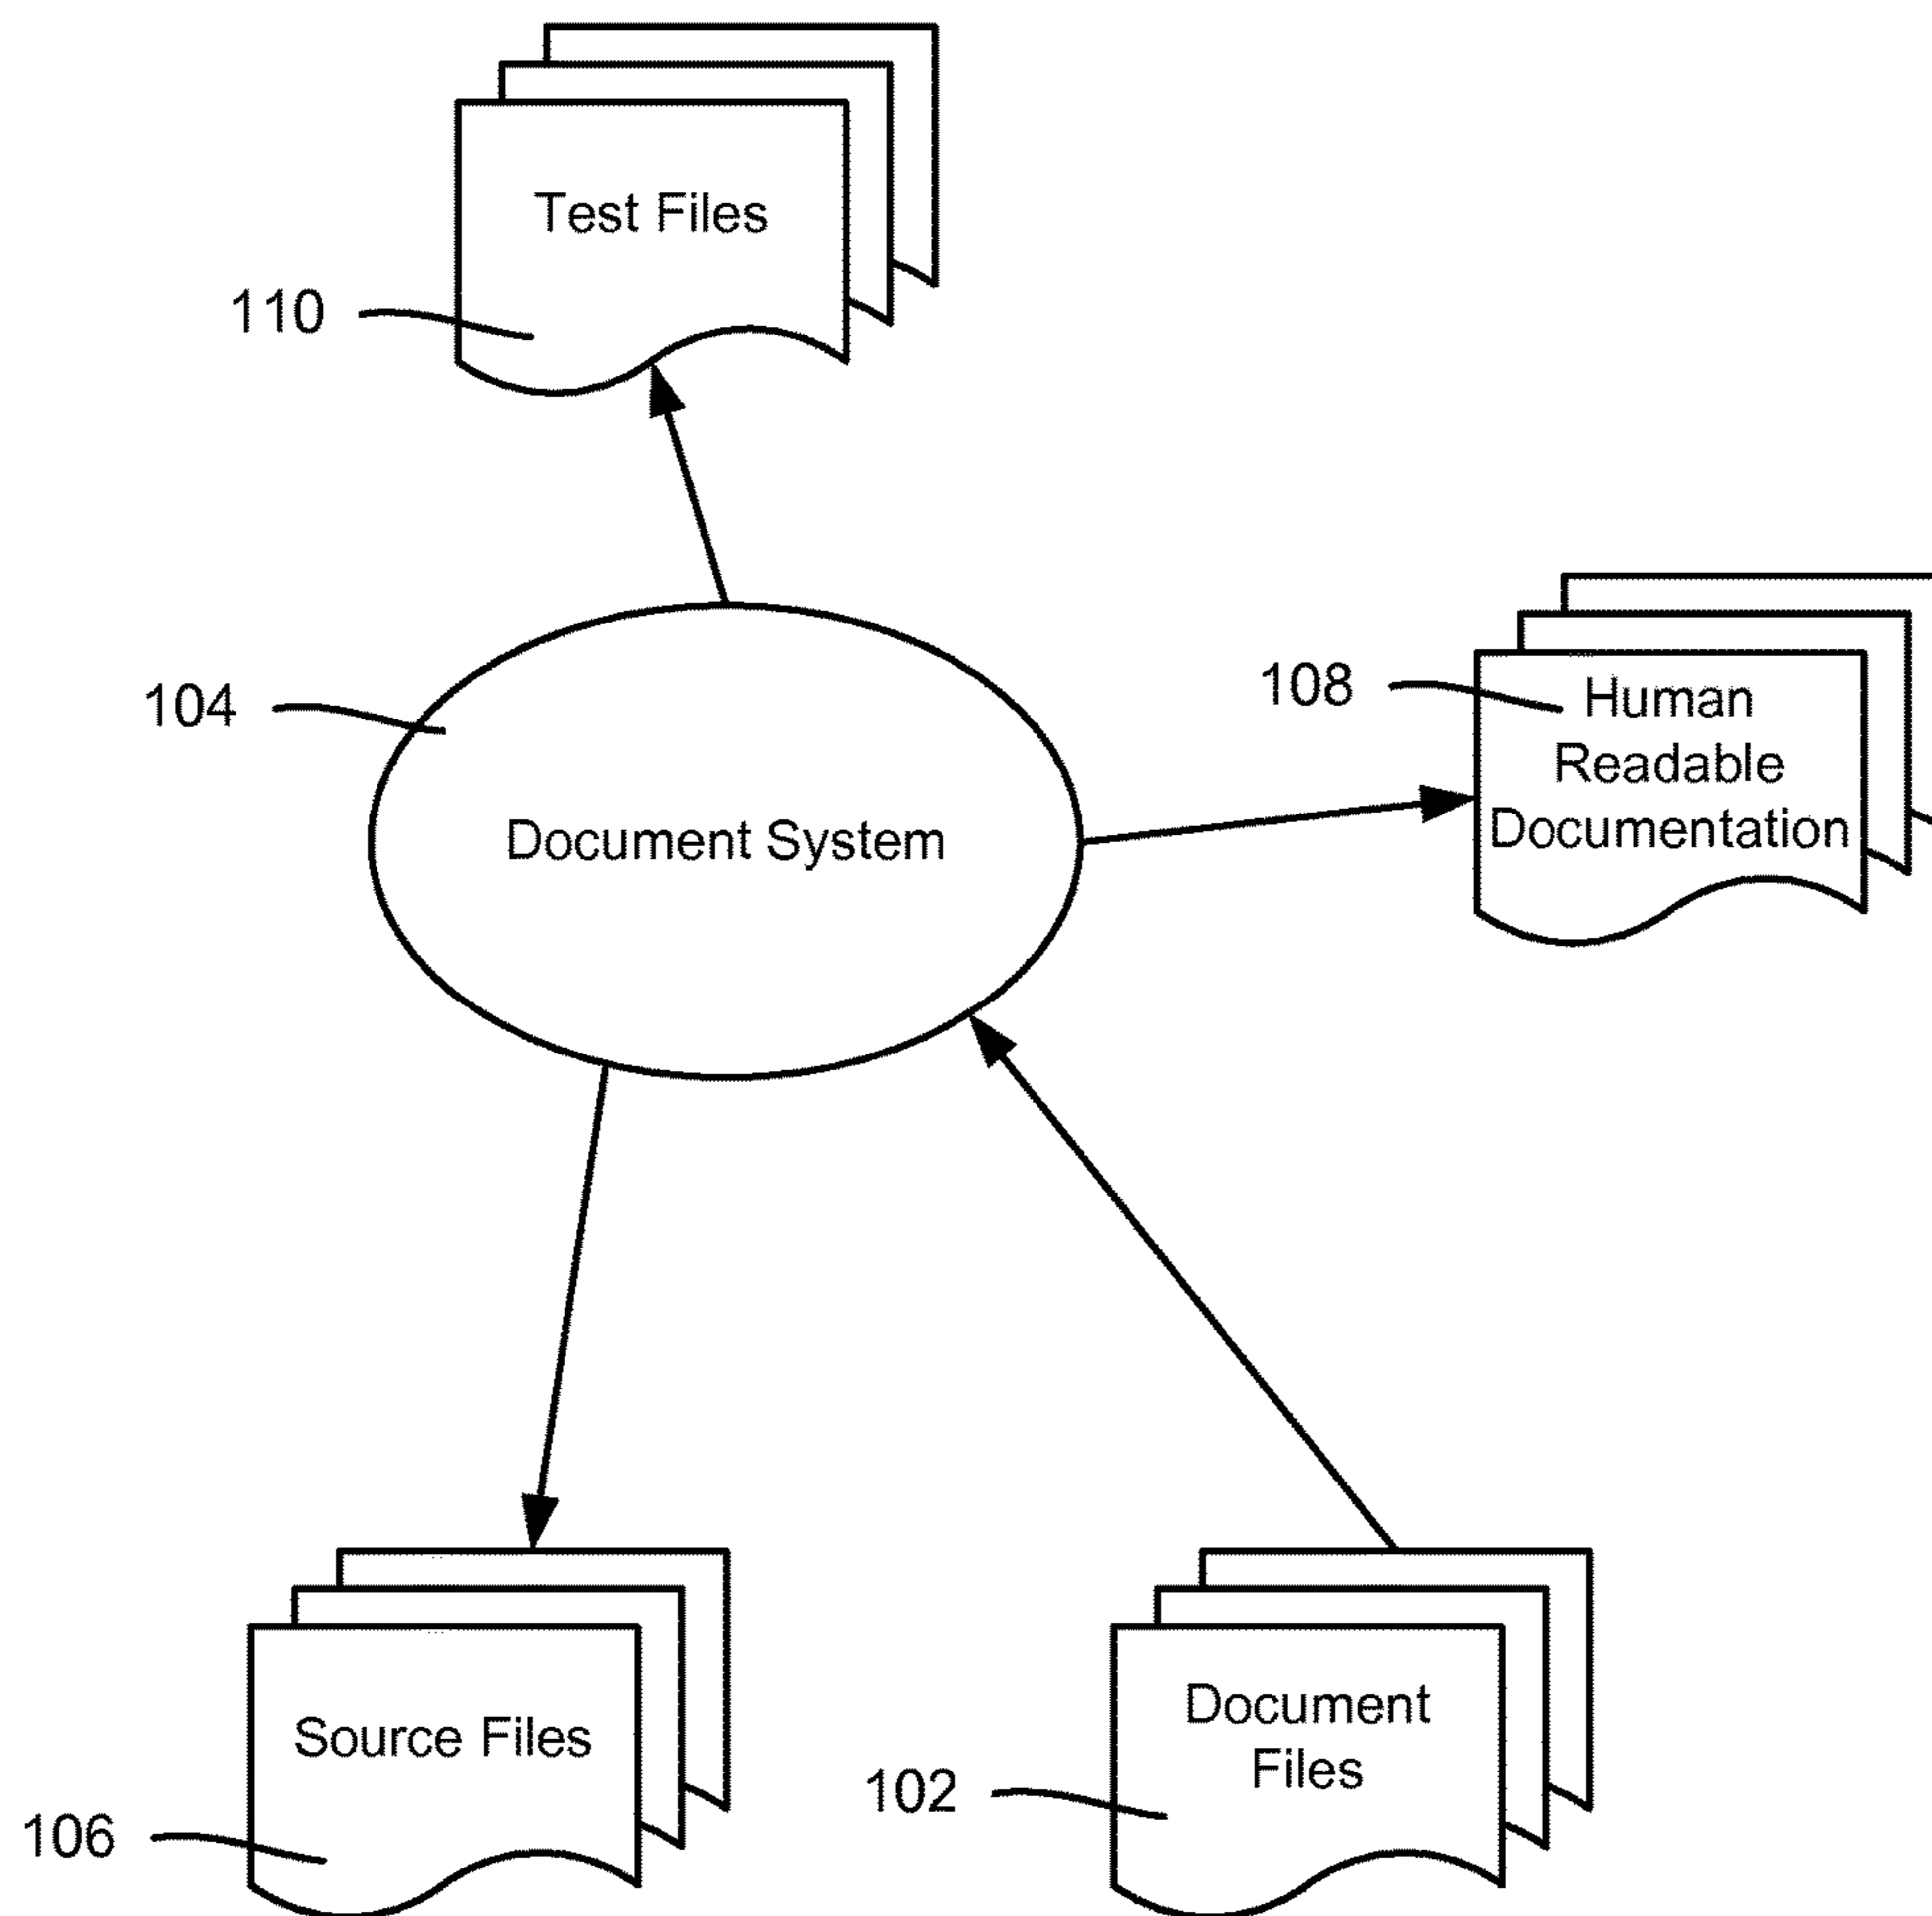 Test Files
110
104
Document System
108
Human
Readable
Documentation
Source Files
106
Document
Files
102